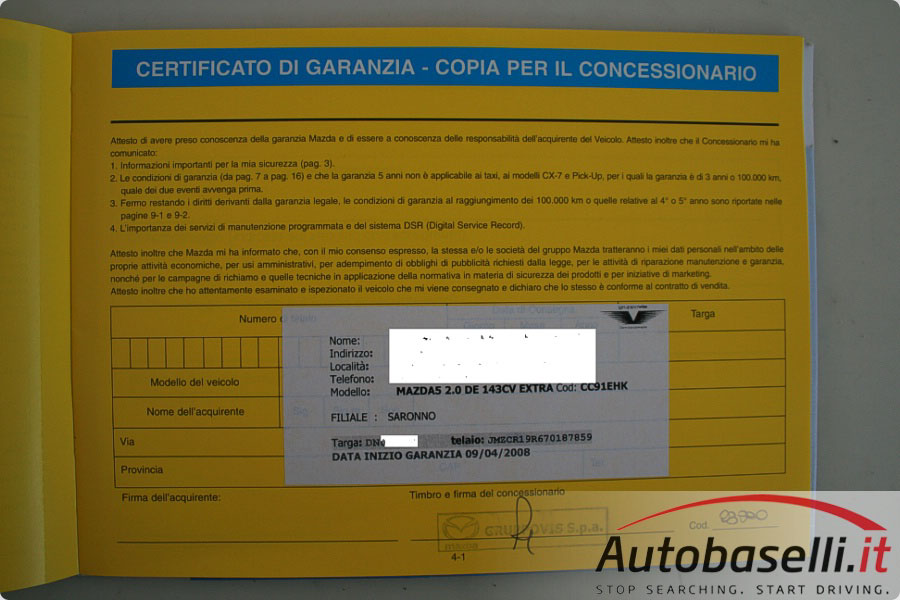 CERTIFICATO DI GARANZIA - COPIA PER IL CONCESSIONARIO
Attesto di avere preso conoscenza della garanzia Mazda e di essere a conoscenza delle responsabilità dell'acquirente del Veicolo. Attesto inoltre che il Concessionario mi ha
comunicato:
1. Informazioni importanti per la mia sicurezza (pag. 3).
2. Le condizioni di garanzia (da pag. 7 a pag. 16) e che la garanzia 5 anni non è applicabile ai taxi, ai modelli CX-7 e Pick-Up, per i quali la garanzia è di 3 anni o 100.000 km,
quale dei due eventi avvenga prima.
3. Fermo restando i diritti derivanti dalla garanzia legale, le condizioni di garanzia al raggiungimento dei 100.000 km o quelle relative al 4° o 5° anno sono riportate nelle
pagine 9-1 e 9-2.
4. L'importanza dei servizi di manutenzione programmata e del sistema DSR (Digital Service Record).
Attesto inoltre che Mazda mi ha informato che, con il mio consenso espresso, la stessa e/o le società del gruppo Mazda tratteranno i miei dati personali nell'ambito delle
proprie attività economiche, per usi amministrativi, per adempimento di obblighi di pubblicità richiesti dalla legge, per le attività di riparazione manutenzione e garanzia,
nonché per le campagne di richiamo e quelle tecniche in applicazione della normativa in materia di sicurezza dei prodotti e per iniziative di marketing.
Attesto inoltre che ho attentamente esaminato e ispezionato il veicolo che mi viene consegnato e dichiaro che lo stesso è conforme al contratto di vendita.
Numero di telaio
Data di Consegna
Targa
Modello del veicolo
Nome dell'acquirente
Sig.
Via
Provincia
CAP
Tel.
Nome:
Indirizzo:
Località:
Telefono:
Modello: MAZDA5 2.0 DE 143CV EXTRA Cod: CC91EHK
FILIALE : SARONNO
Targa: DN telaio: JMZCR19R670187859
DATA INIZIO GARANZIA 09/04/2008
Firma dell'acquirente:
Timbro e firma del concessionario
mazda
S.p.a.
Cod.
4-1
Autobaselli.it
STOP SEARCHING. START DRIVING.